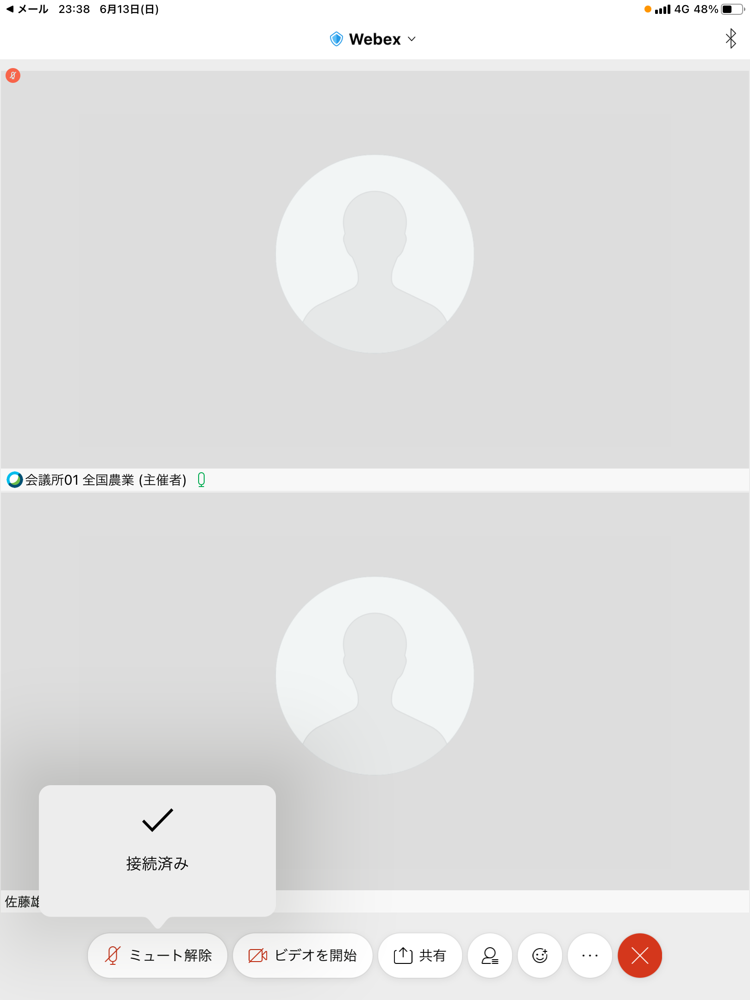 ◀ メール 23:38 6月13日(日) 4G 48%
Webex
会議所01 全国農業 (主催者)
接続済み
佐藤
ミュート解除 ビデオを開始 共有